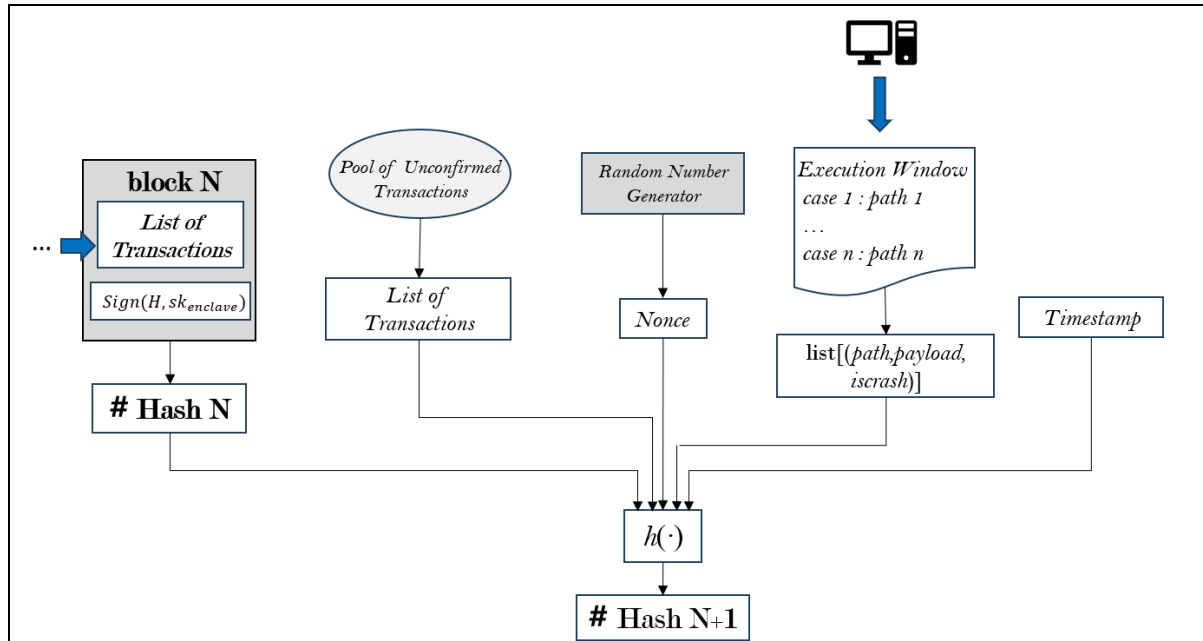 block N
List of
Transactions
Sign(H, sk_enclave)
# Hash N
...
Pool of Unconfirmed
Transactions
List of
Transactions
Random Number
Generator
Nonce
Execution Window
case 1 : path 1
...
case n : path n
list[(path,payload,
iscrash)]
Timestamp
h(·)
# Hash N+1